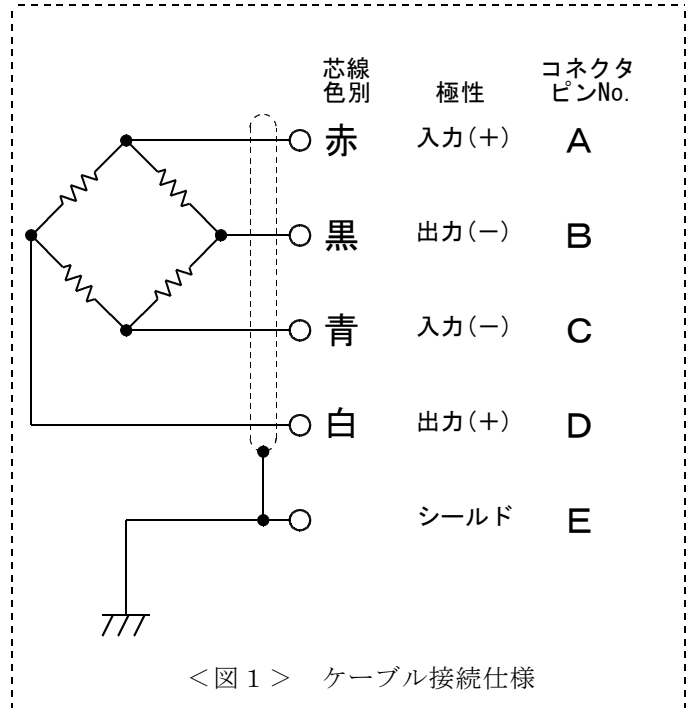 芯線 コネクタ
色別 極性 ピンNo.
赤 入力(+) A
黒 出力(−) B
青 入力(−) C
白 出力(+) D
シールド E
<図1> ケーブル接続仕様